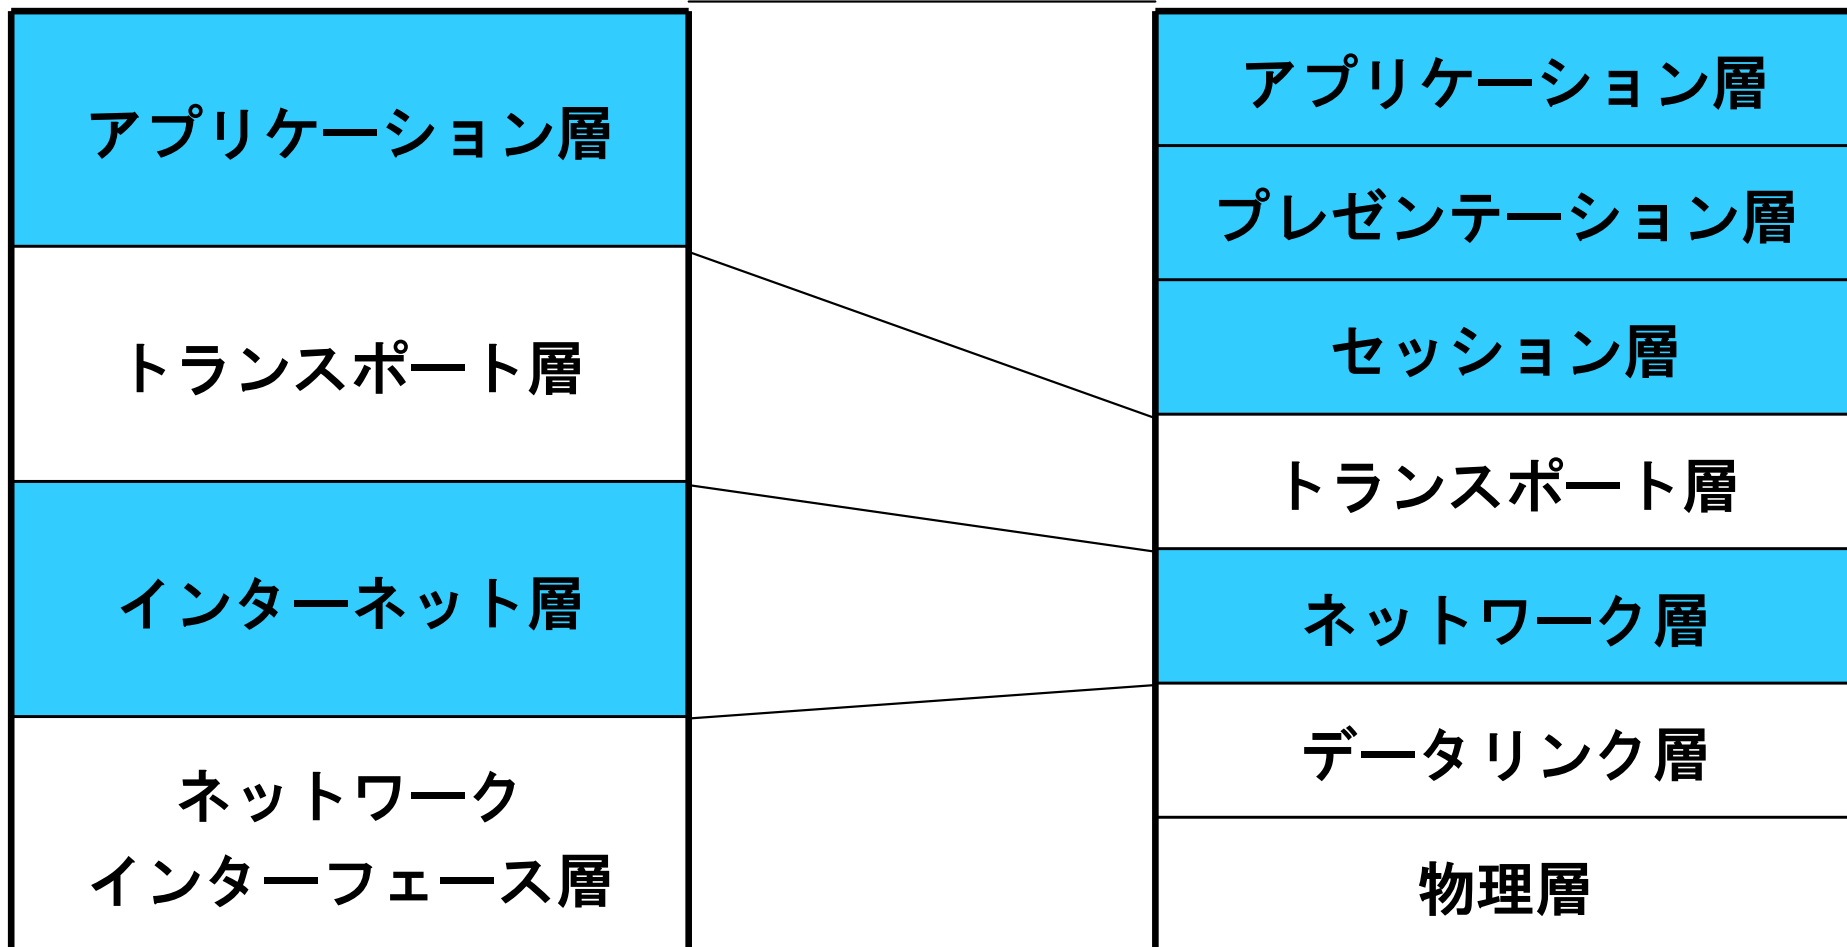 アプリケーション層
トランスポート層
インターネット層
ネットワーク
インターフェース層
アプリケーション層
プレゼンテーション層
セッション層
トランスポート層
ネットワーク層
データリンク層
物理層